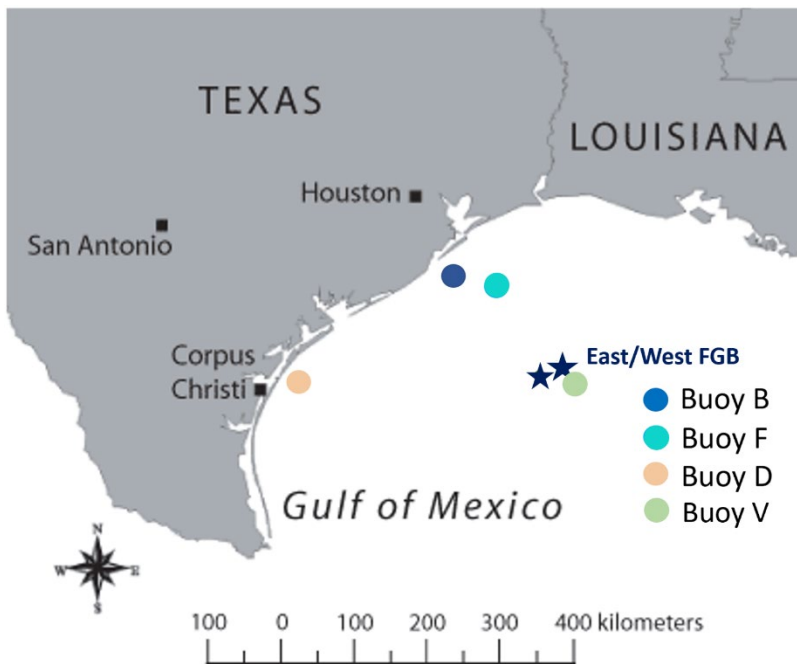 TEXAS
LOUISIANA
Houston
San Antonio
Corpus
Christi
East/West FGB
Buoy B
Buoy F
Buoy D
Buoy V
Gulf of Mexico
N
W E
S
100 0 100 200 300 400 kilometers